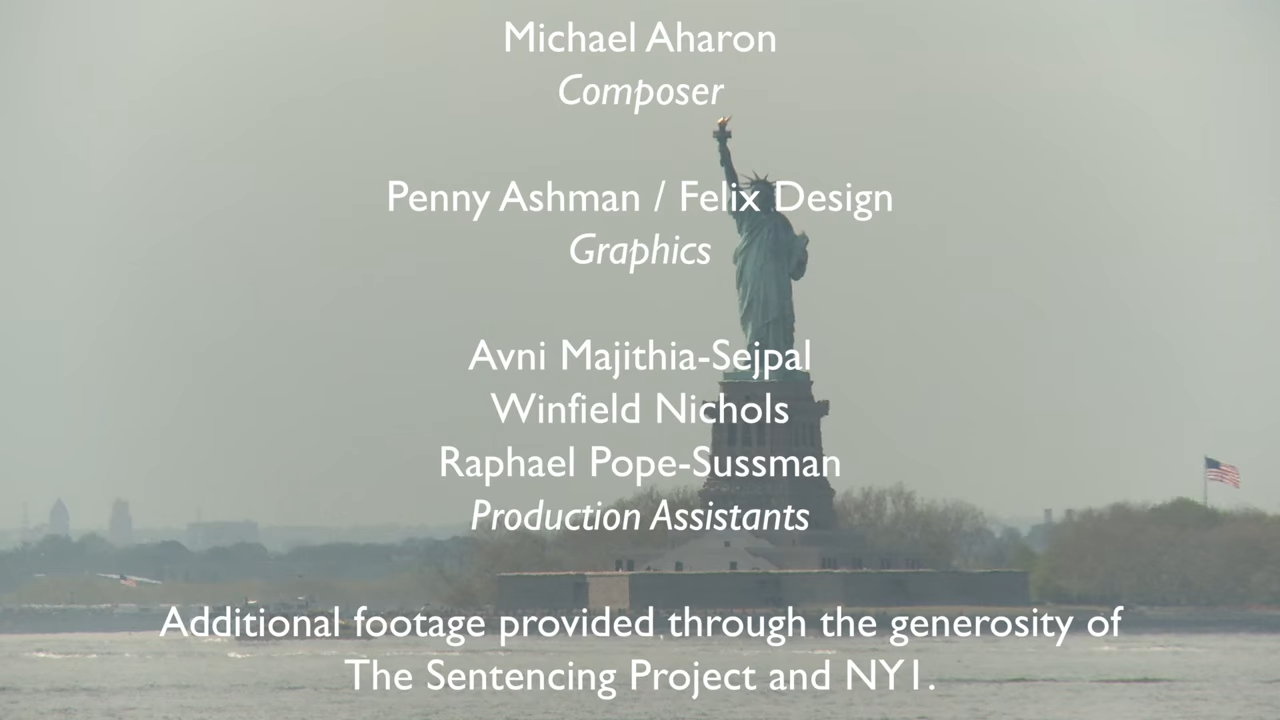 Michael Aharon
Composer
Penny Ashman / Felix Design
Graphics
Avni Majithia-Sejpal
Winfield Nichols
Raphael Pope-Sussman
Production Assistants
Additional footage provided through the generosity of
The Sentencing Project and NY1.